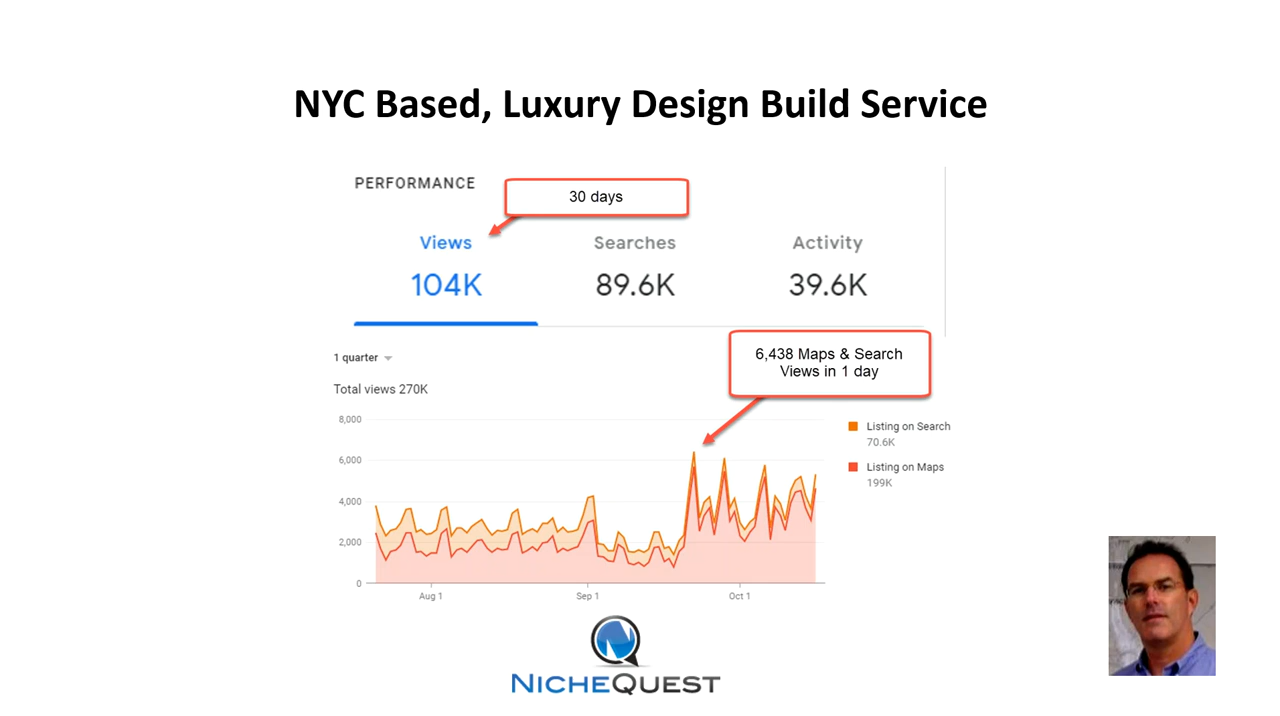 NYC Based, Luxury Design Build Service
PERFORMANCE
30 days
Views
Searches
Activity
104K
89.6K
39.6K
6,438 Maps & Search
Views in 1 day
1 quarter
Total views 270K
8,000
6,000
4,000
2,000
0
Aug 1
Sep 1
Oct 1
Listing on Search
70.6K
Listing on Maps
199K
NICHEQUEST